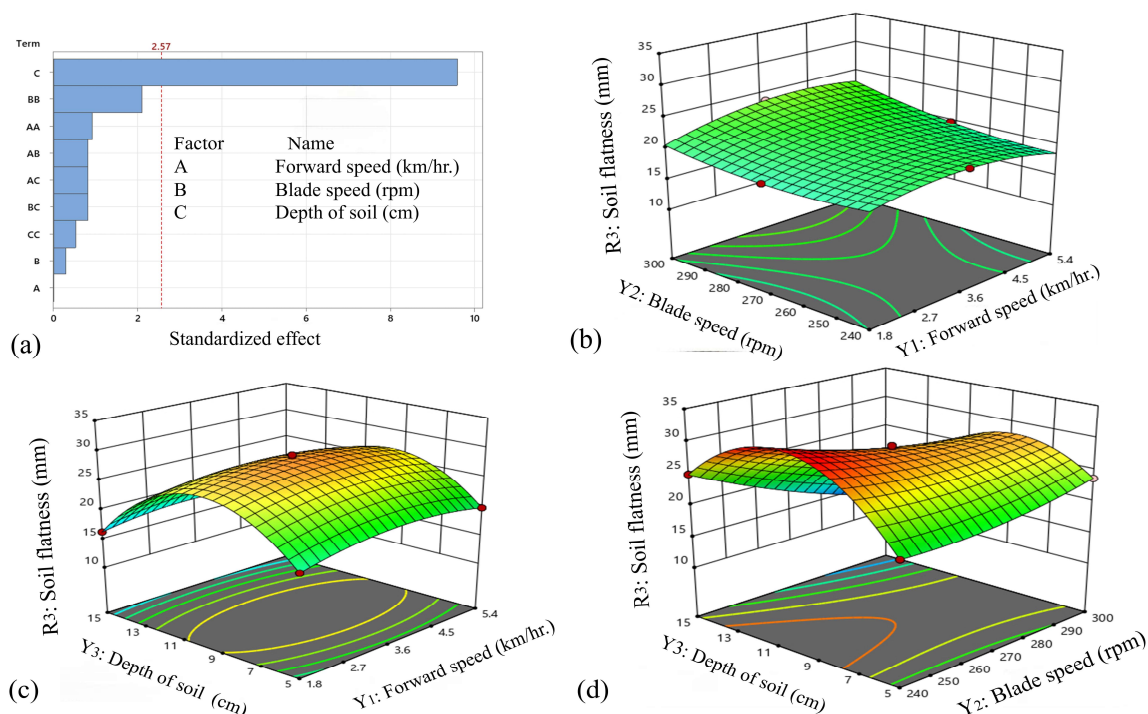 Term
2.57
C
BB
AA
AB
AC
BC
CC
B
A
Factor Name
A Forward speed (km/hr.)
B Blade speed (rpm)
C Depth of soil (cm)
0 2 4 6 8 10
Standardized effect
(a)
R3: Soil flatness (mm)
35
30
25
20
15
10
300
290
280
270
260
250
240
Y2: Blade speed (rpm)
1.8
2.7
3.6
4.5
5.4
Y1: Forward speed (km/hr.)
(b)
R3: Soil flatness (mm)
35
30
25
20
15
10
15
13
11
9
7
5
Y3: Depth of soil (cm)
1.8
2.7
3.6
4.5
5.4
Y1: Forward speed (km/hr.)
(c)
R3: Soil flatness (mm)
35
30
25
20
15
10
15
13
11
9
7
5
Y3: Depth of soil (cm)
240
250
260
270
280
290
300
Y2: Blade speed (rpm)
(d)